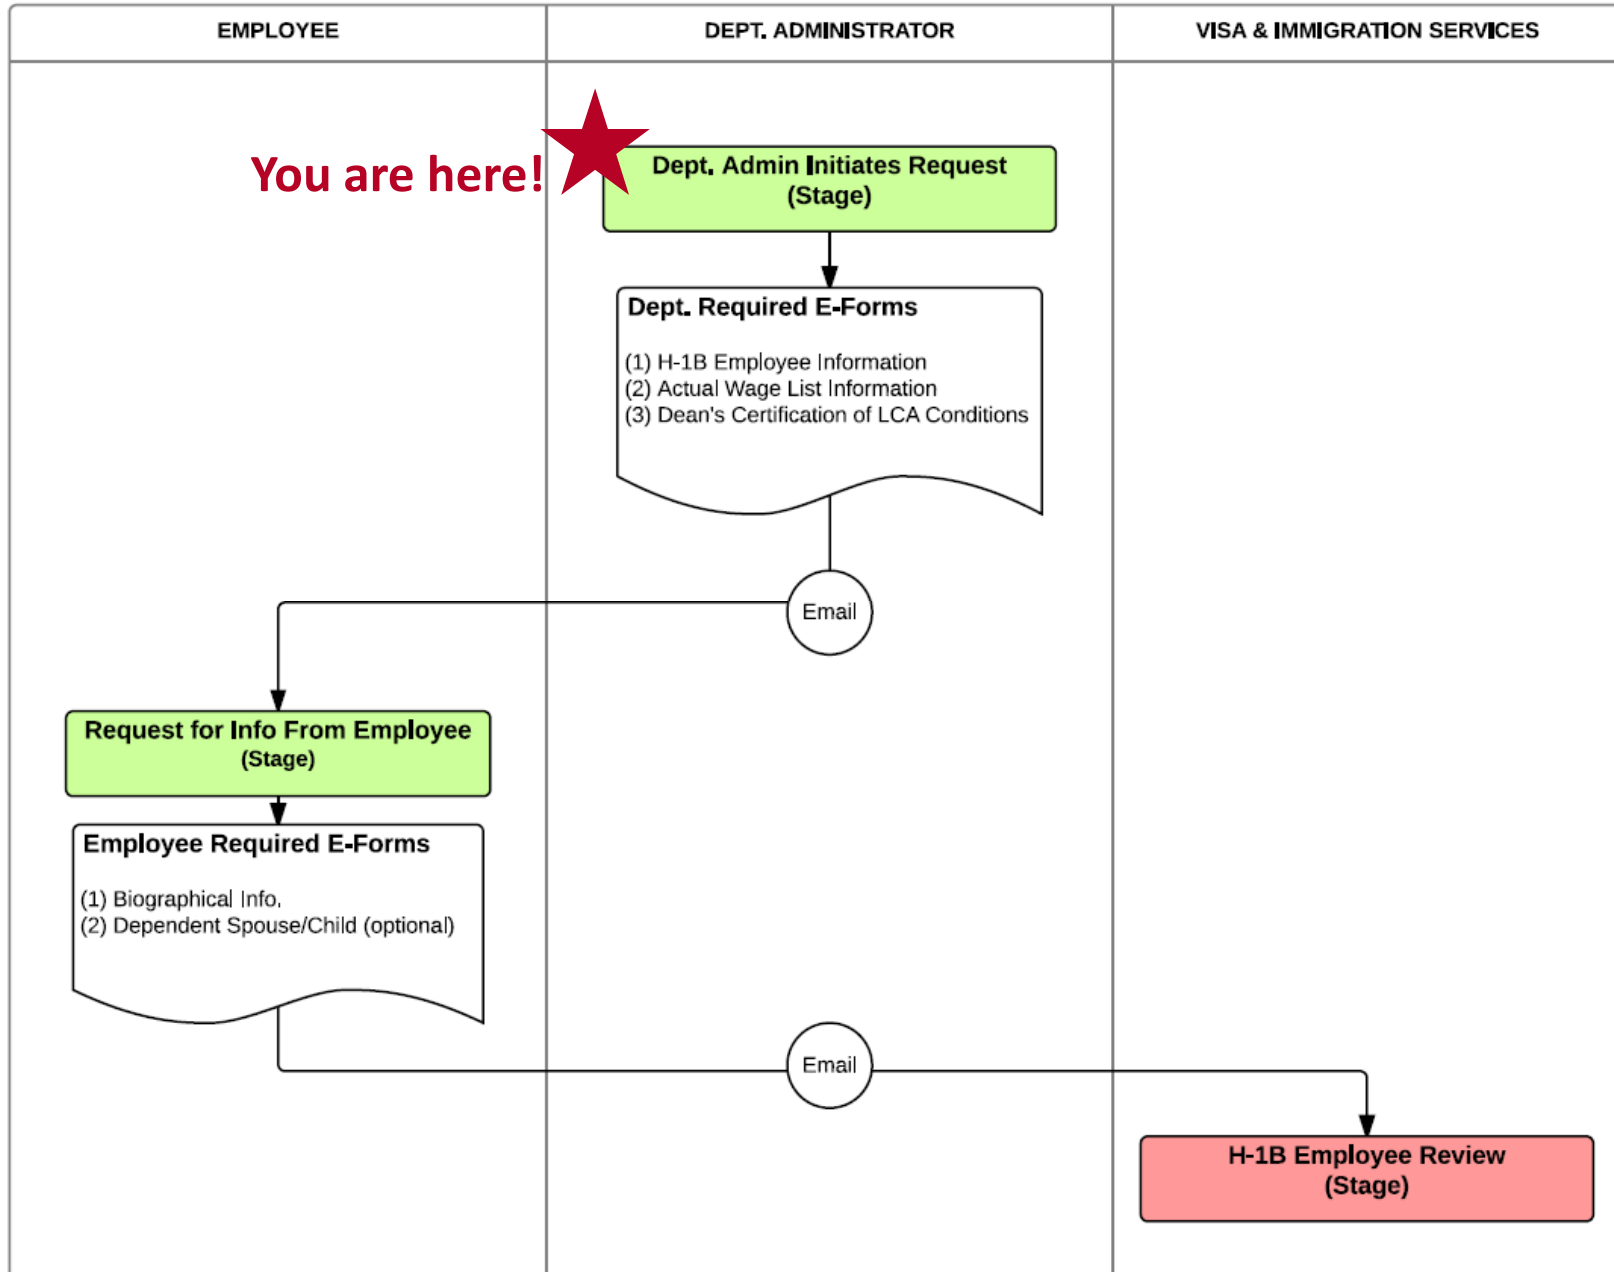 EMPLOYEE
DEPT. ADMINISTRATOR
VISA & IMMIGRATION SERVICES
You are here!
Dept. Admin Initiates Request
(Stage)
Dept. Required E-Forms
(1) H-1B Employee Information
(2) Actual Wage List Information
(3) Dean's Certification of LCA Conditions
Email
Request for Info From Employee
(Stage)
Employee Required E-Forms
(1) Biographical Info.
(2) Dependent Spouse/Child (optional)
Email
H-1B Employee Review
(Stage)